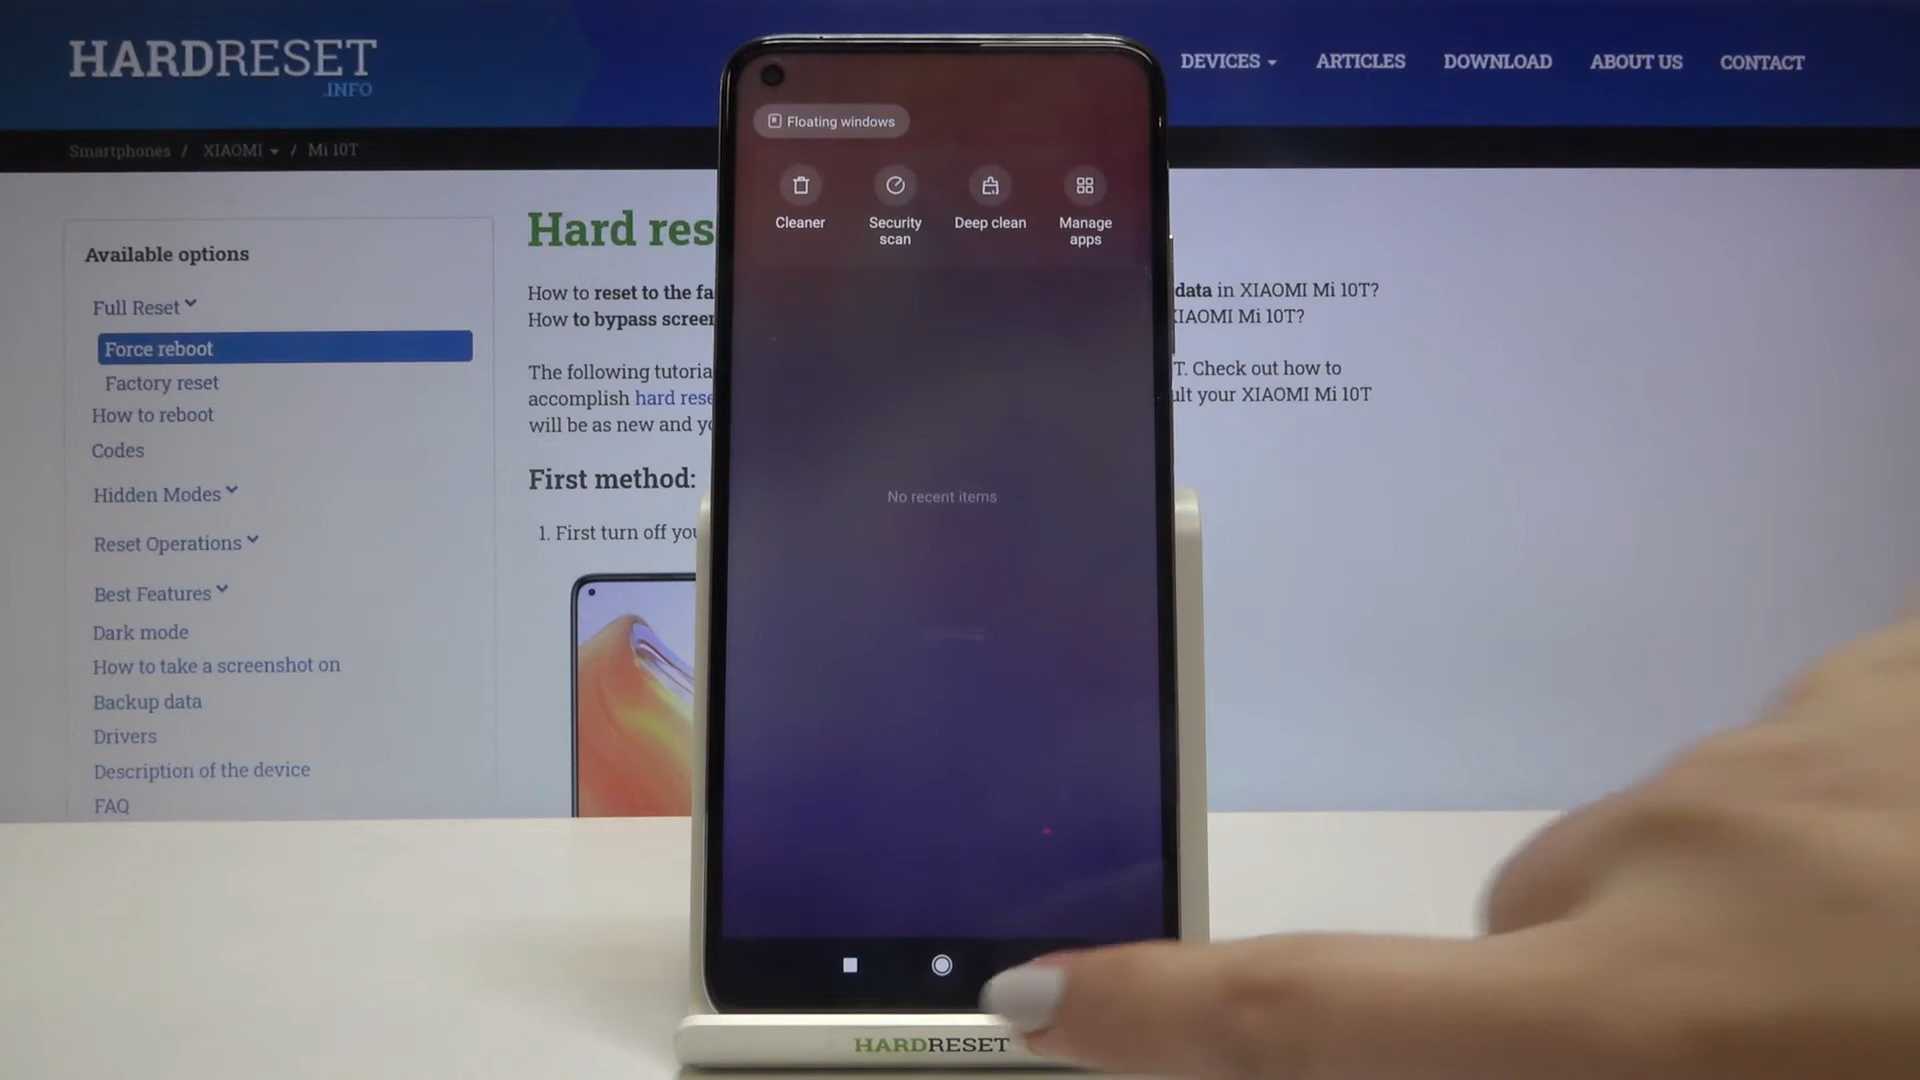 HARDRESET
.INFO
DEVICES
ARTICLES
DOWNLOAD
ABOUT US
CONTACT
Smartphones / XIAOMI / Mi 10T
Available options
Full Reset
Force reboot
Factory reset
How to reboot
Codes
Hidden Modes
Reset Operations
Best Features
Dark mode
How to take a screenshot on
Backup data
Drivers
Description of the device
FAQ
Hard res
How to reset to the fa
data in XIAOMI Mi 10T?
How to bypass screen
XIAOMI Mi 10T?
The following tutoria
T. Check out how to
accomplish hard rese
ult your XIAOMI Mi 10T
will be as new and yo
First method:
1. First turn off you
Floating windows
Cleaner
Security
scan
Deep clean
Manage
apps
No recent items
HARDRESET